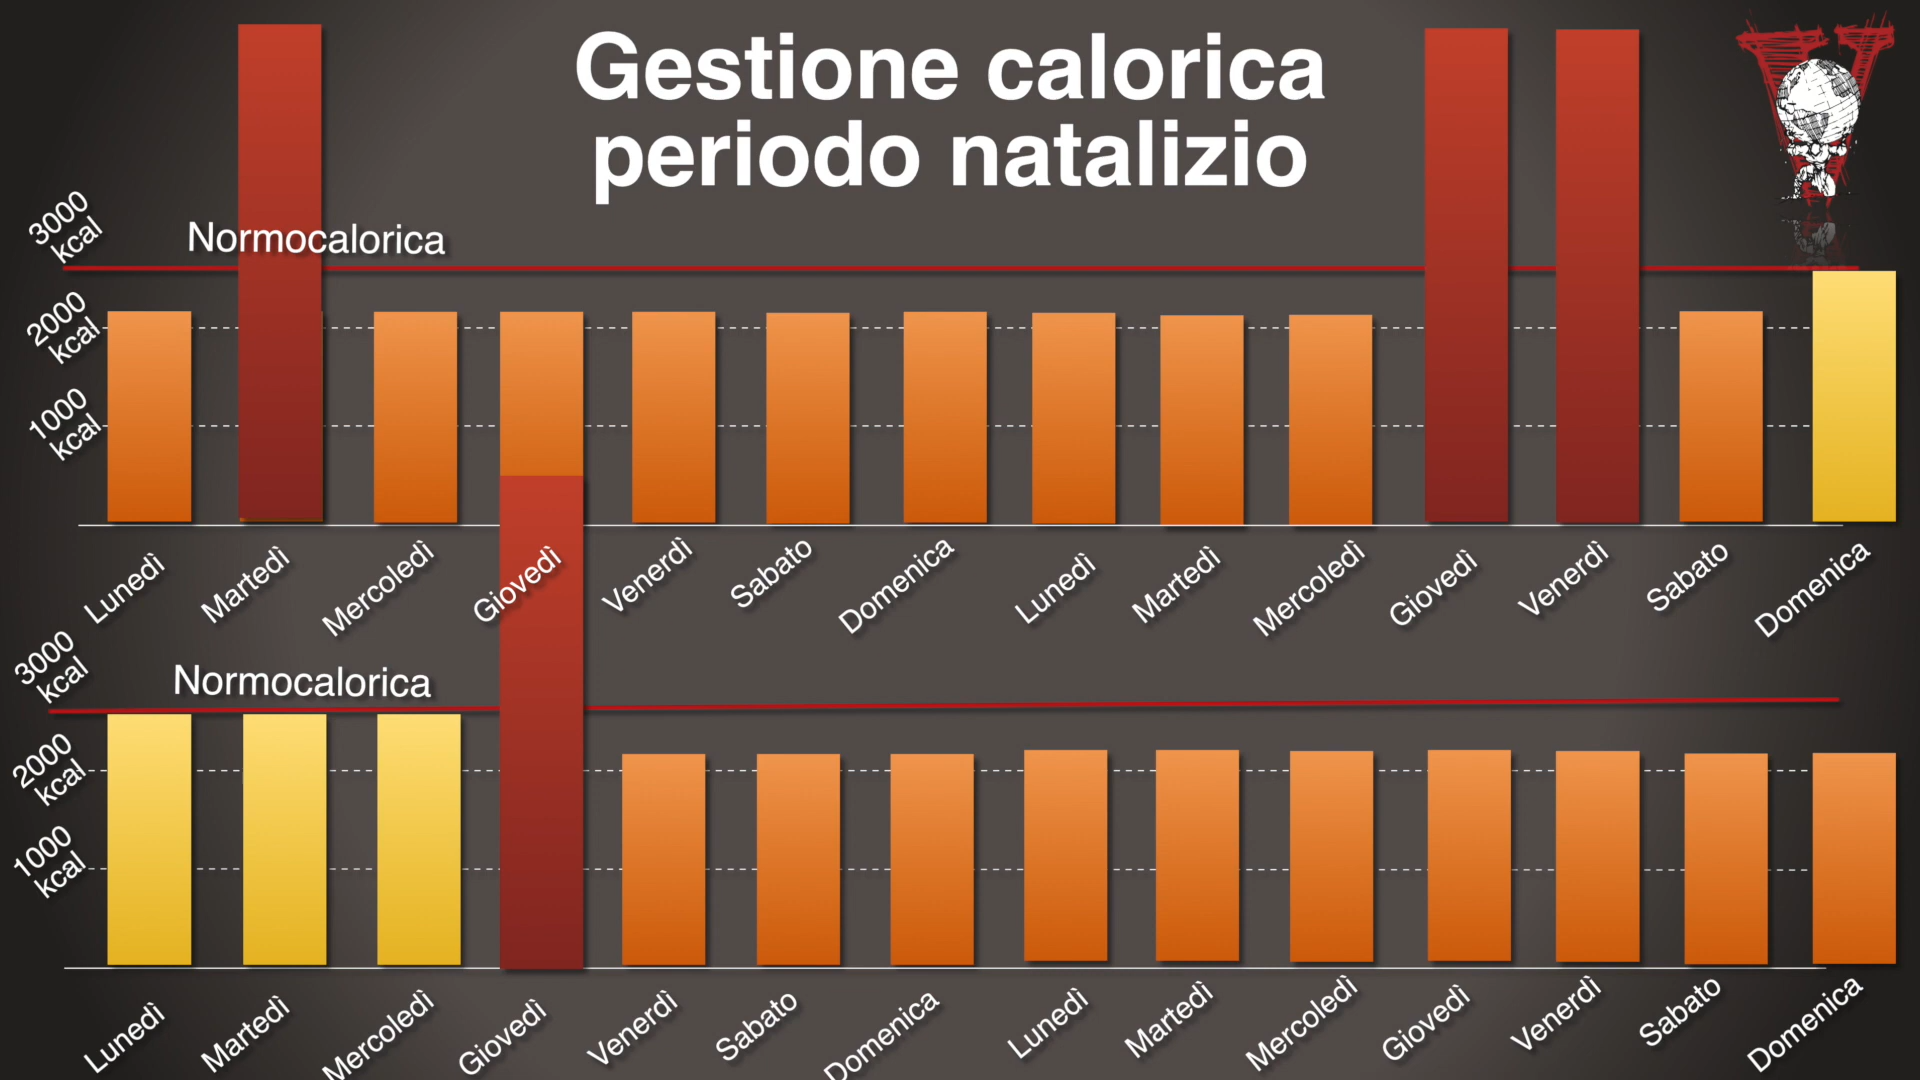 Gestione calorica
periodo natalizio
3000
kcal
Normocalorica
2000
kcal
1000
kcal
Lunedì
Martedì
Mercoledì
Giovedì
Venerdì
Sabato
Domenica
Lunedì
Martedì
Mercoledì
Giovedì
Venerdì
Sabato
Domenica
3000
kcal
Normocalorica
2000
kcal
1000
kcal
Lunedì
Martedì
Mercoledì
Giovedì
Venerdì
Sabato
Domenica
Lunedì
Martedì
Mercoledì
Giovedì
Venerdì
Sabato
Domenica